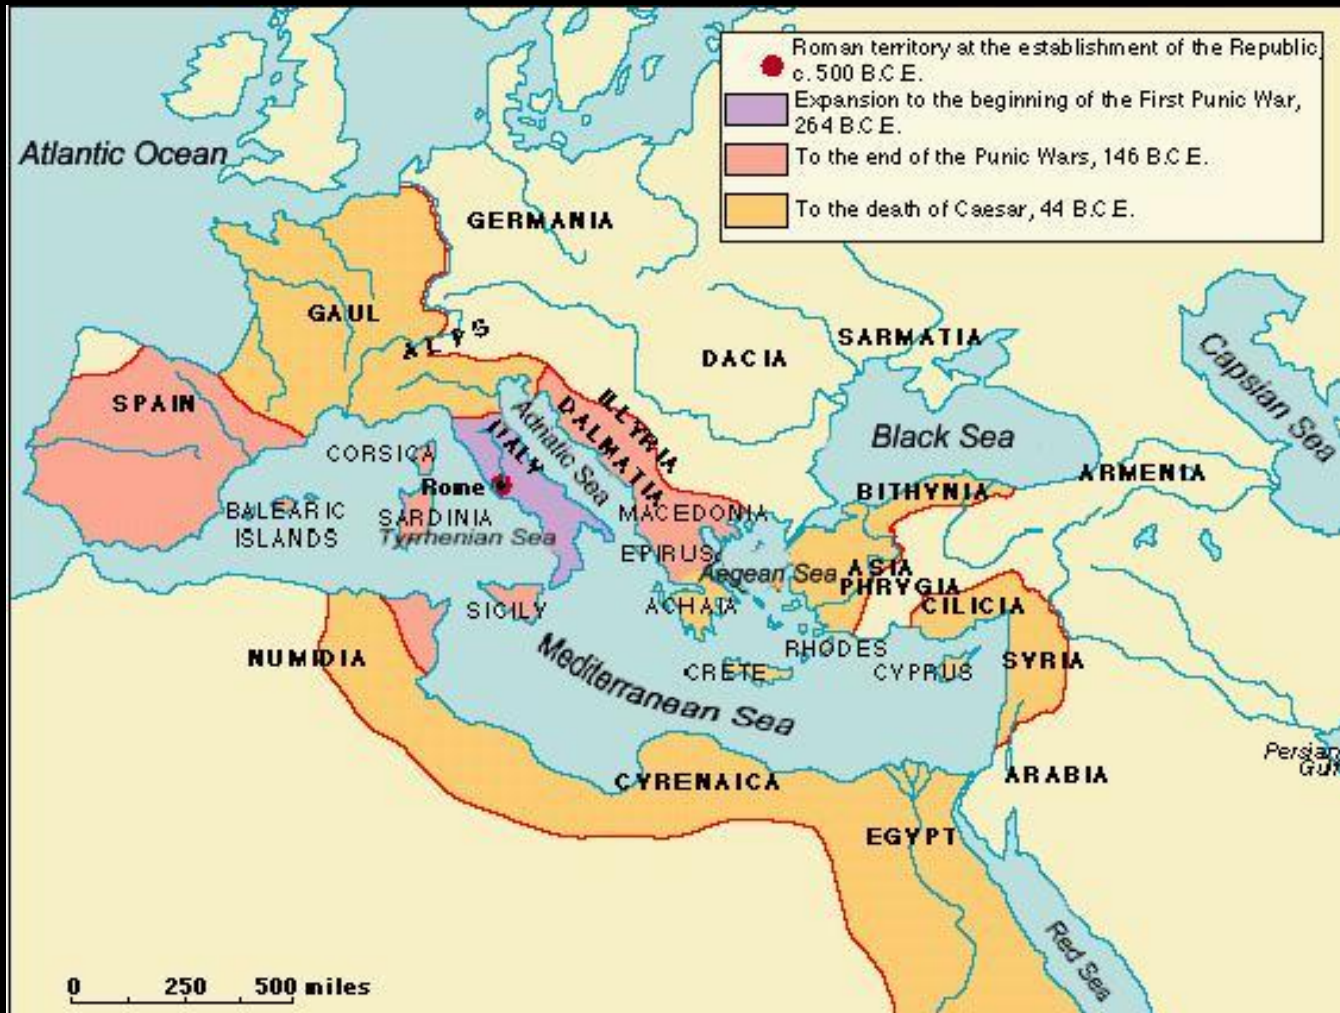 Roman territory at the establishment of the Republic,
c. 500 B.C.E.
Expansion to the beginning of the First Punic War,
264 B.C.E.
To the end of the Punic Wars, 146 B.C.E.
To the death of Caesar, 44 B.C.E.
Atlantic Ocean
GERMANIA
GAUL
ALPS
SARMATIA
DACIA
Capsian Sea
SPAIN
ILLYRIA
DALMATIA
Adriatic Sea
ITALY
Black Sea
CORSICA
ARMENIA
Rome
BITHYNIA
BALEARIC
ISLANDS
SARDINIA
Tyrrhenian Sea
MACEDONIA
EPIRUS
Aegean Sea
ASIA
PHRYGIA
CILICIA
SICILY
ACHAIA
RHODES
NUMIDIA
Mediterranean Sea
CRETE
CYPRUS
SYRIA
Persian
Gulf
ARABIA
CYRENAICA
EGYPT
Red Sea
0 250 500 miles